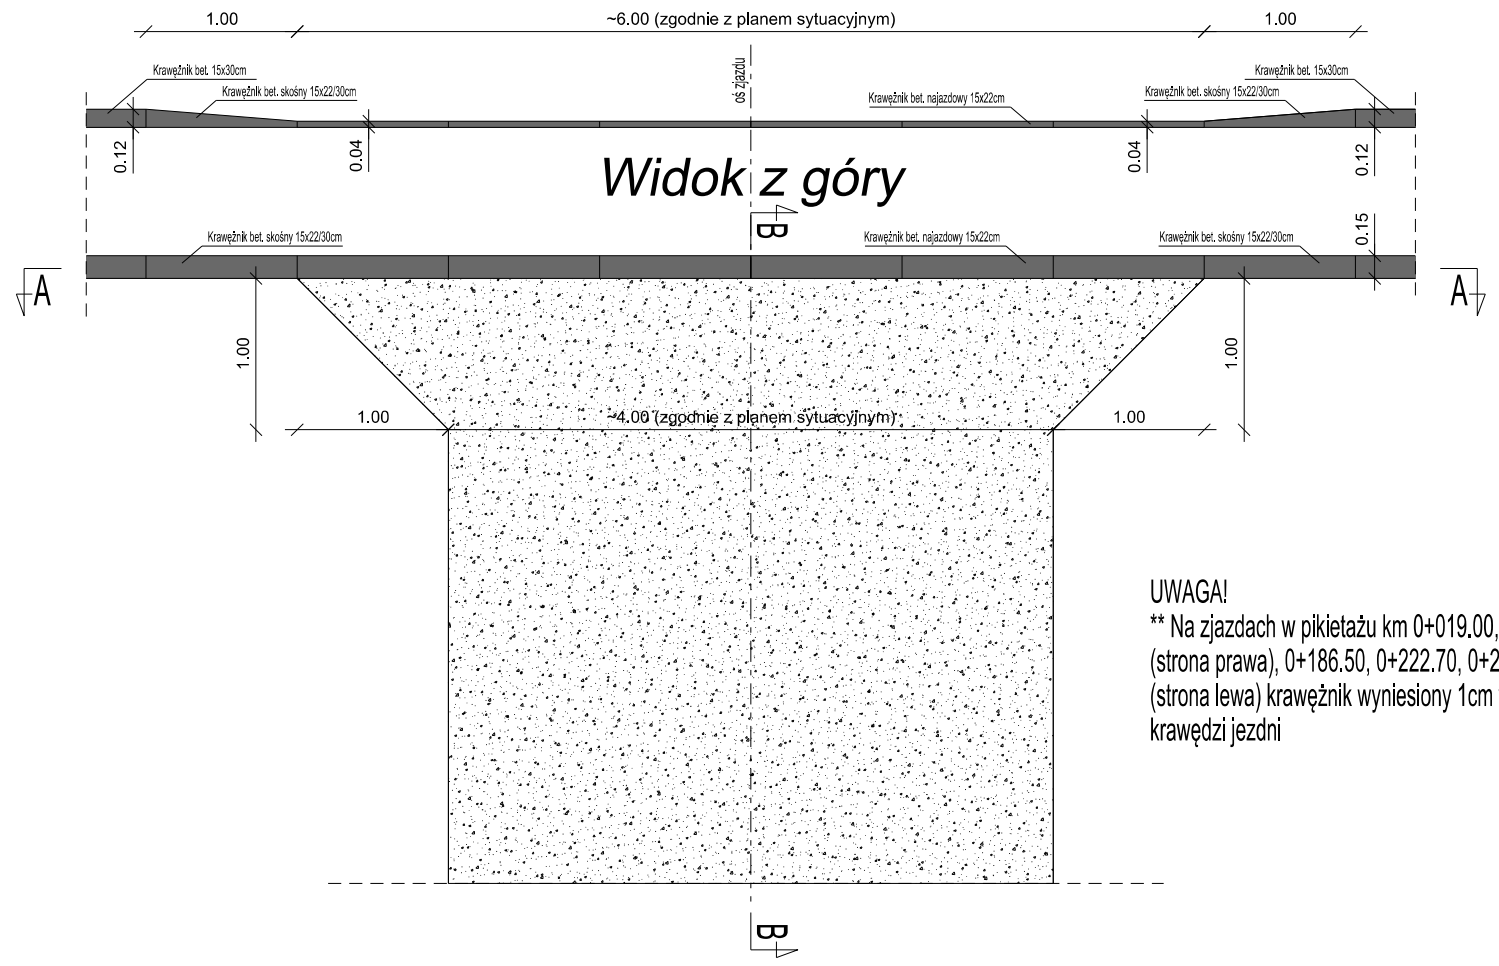 1.00
~6.00 (zgodnie z planem sytuacyjnym)
1.00
Krawężnik bet. 15x30cm
Krawężnik bet. skośny 15x22/30cm
oś zjazdu
Krawężnik bet. najazdowy 15x22cm
Krawężnik bet. skośny 15x22/30cm
Krawężnik bet. 15x30cm
0.12
0.04
0.04
0.12
Widok z góry
B
0.15
Krawężnik bet. skośny 15x22/30cm
Krawężnik bet. najazdowy 15x22cm
Krawężnik bet. skośny 15x22/30cm
A
A
1.00
1.00
1.00
~4.00 (zgodnie z planem sytuacyjnym)
1.00
UWAGA!
** Na zjazdach w pikietażu km 0+019.00,
(strona prawa), 0+186.50, 0+222.70, 0+2
(strona lewa) krawężnik wyniesiony 1cm
krawędzi jezdni
B